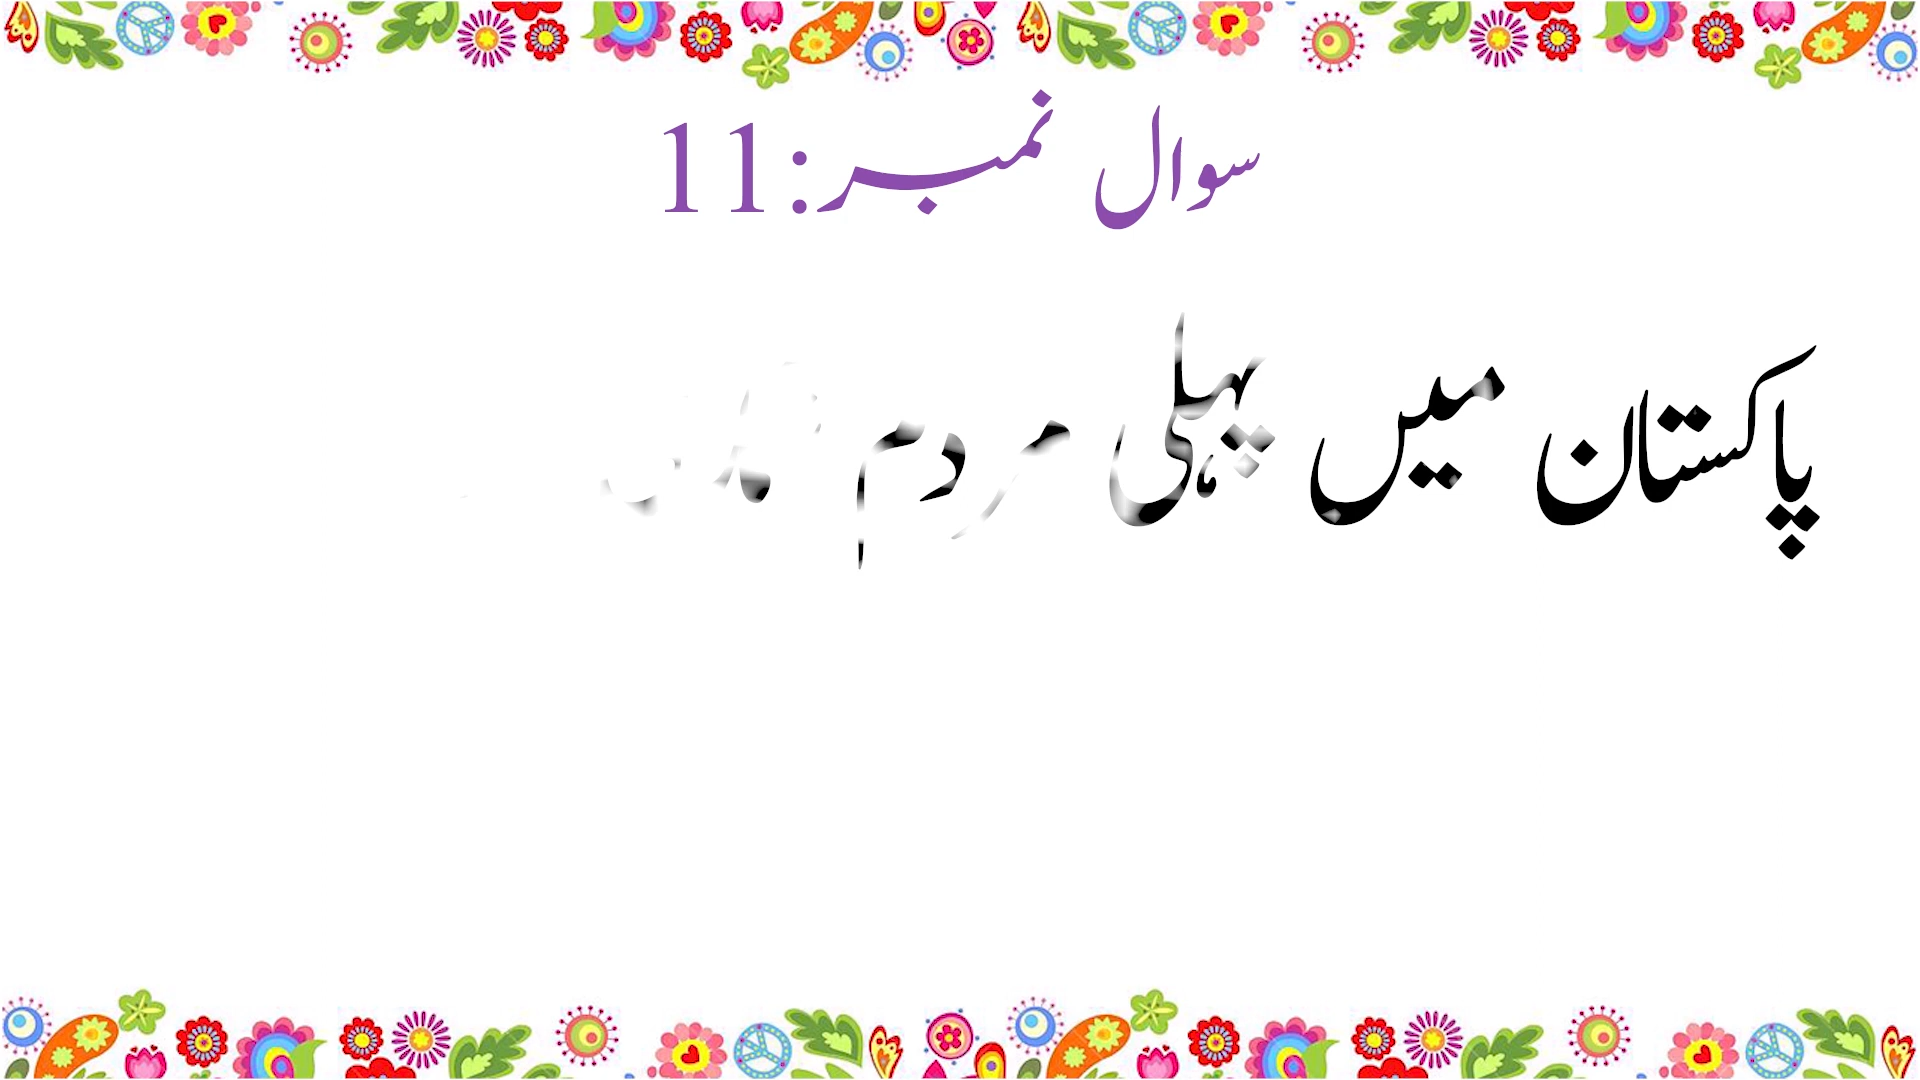 سوال نمبر:11
پاکستان میں پہلی مردم